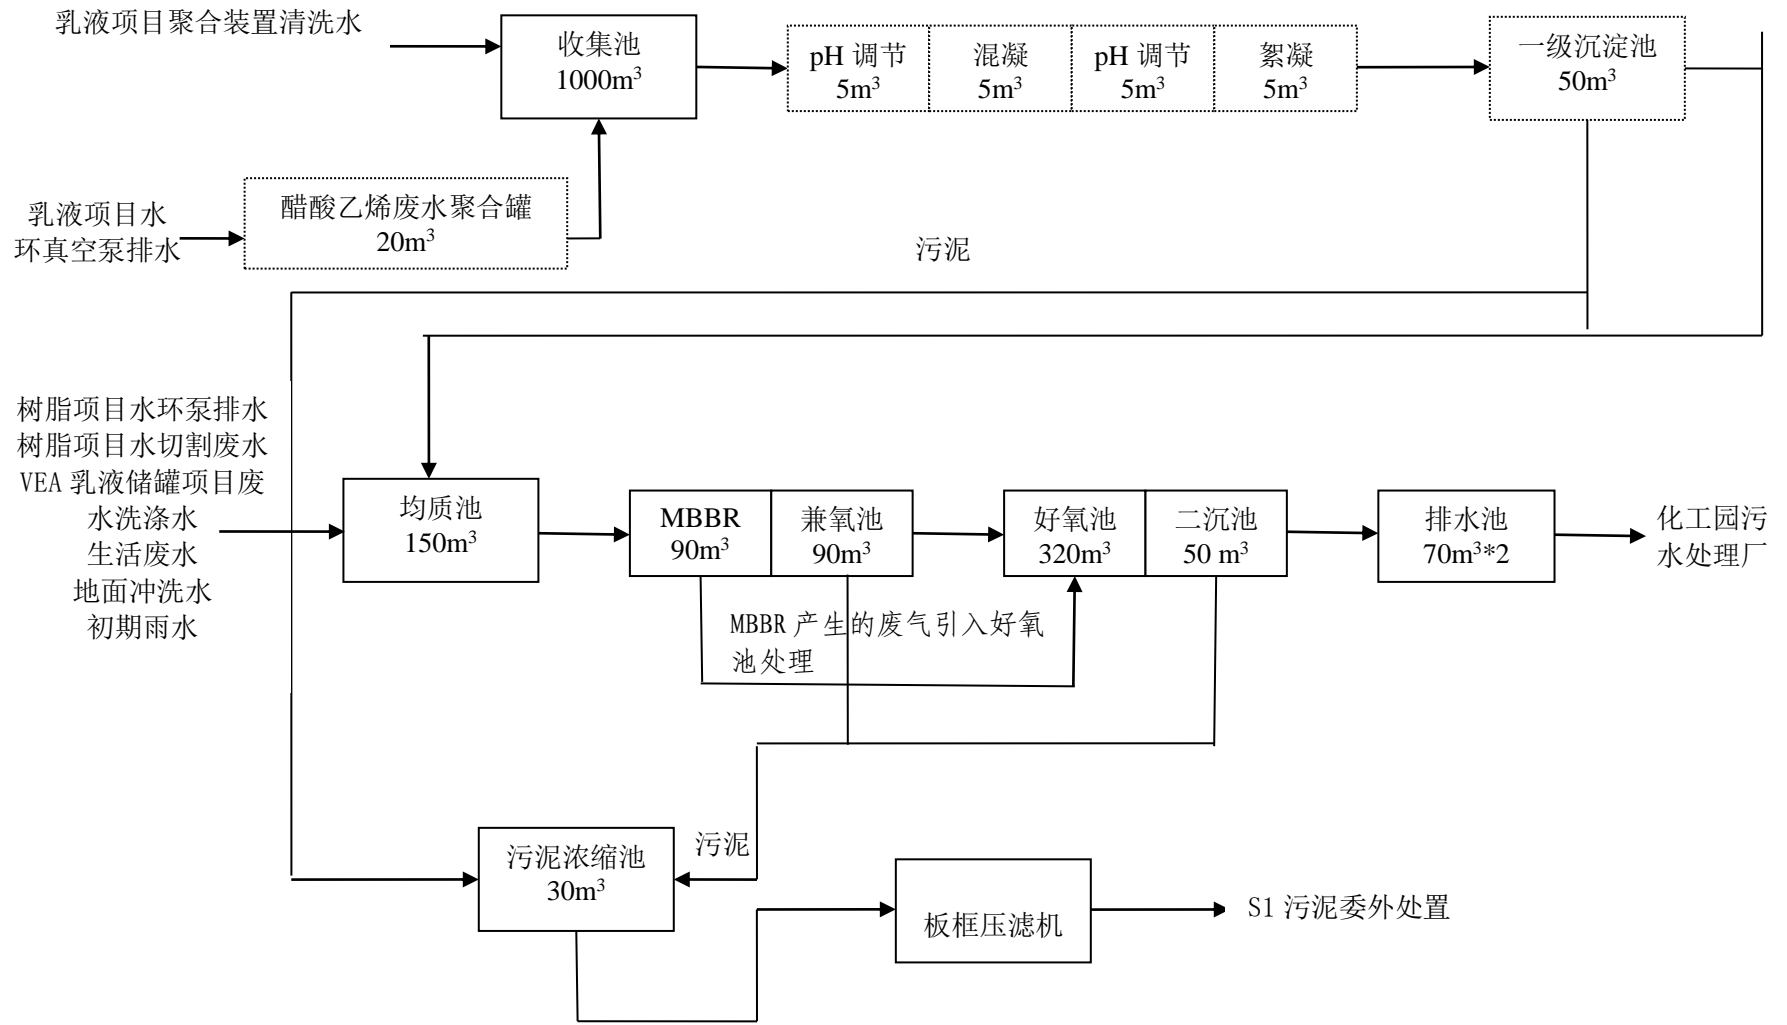 乳液项目聚合装置清洗水
收集池
1000m³
pH 调节
5m³
混凝
5m³
pH 调节
5m³
絮凝
5m³
一级沉淀池
50m³
乳液项目水
环真空泵排水
醋酸乙烯废水聚合罐
20m³
污泥
树脂项目水环泵排水
树脂项目水切割废水
VEA 乳液储罐项目废
水洗涤水
生活废水
地面冲洗水
初期雨水
均质池
150m³
MBBR
90m³
兼氧池
90m³
好氧池
320m³
二沉池
50 m³
排水池
70m³*2
化工园污
水处理厂
MBBR 产生的废气引入好氧
池处理
污泥浓缩池
30m³
污泥
板框压滤机
S1 污泥委外处置